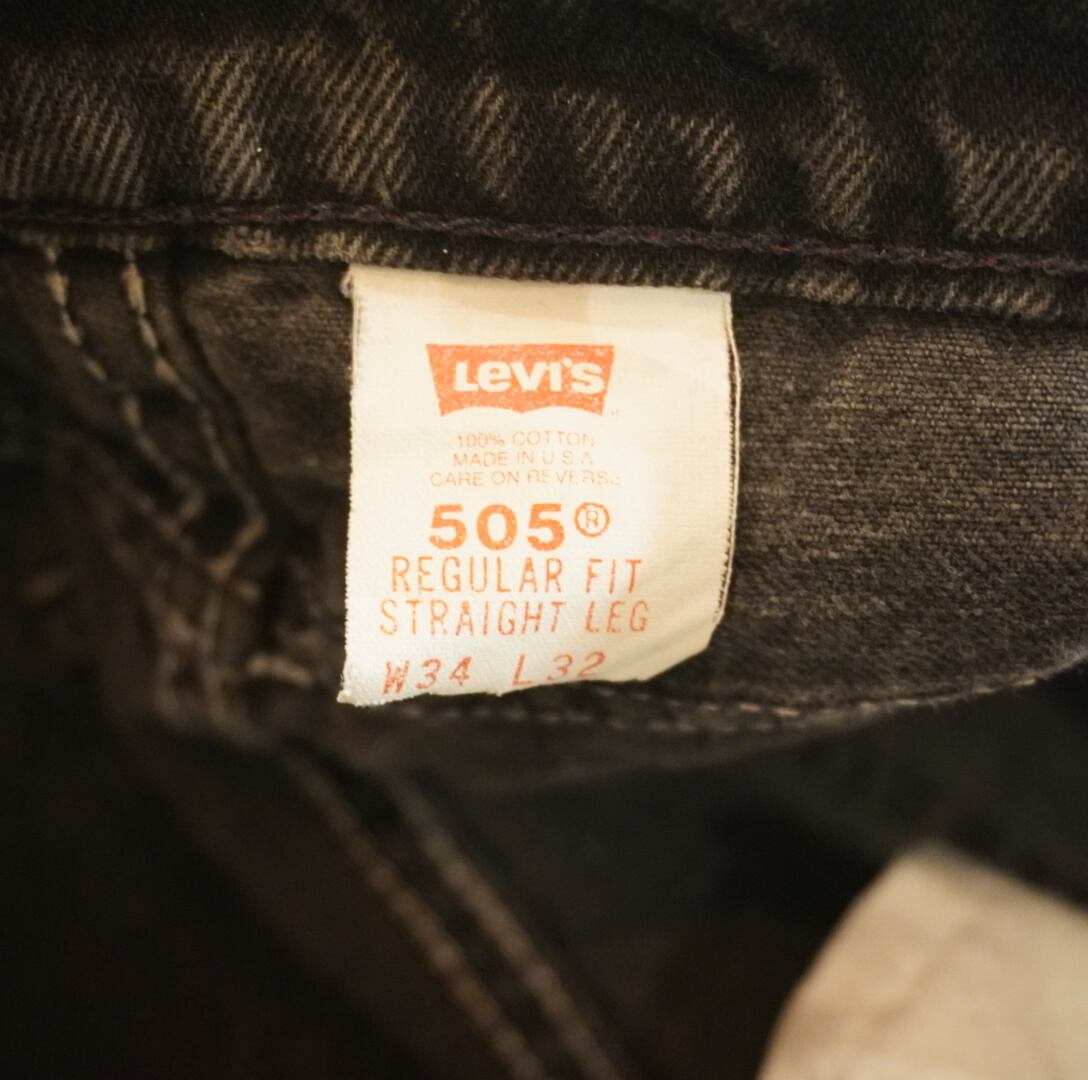 Levi's
100% COTTON
MADE IN U S A
CARE ON REVERSE
505®
REGULAR FIT
STRAIGHT LEG
W34 L32